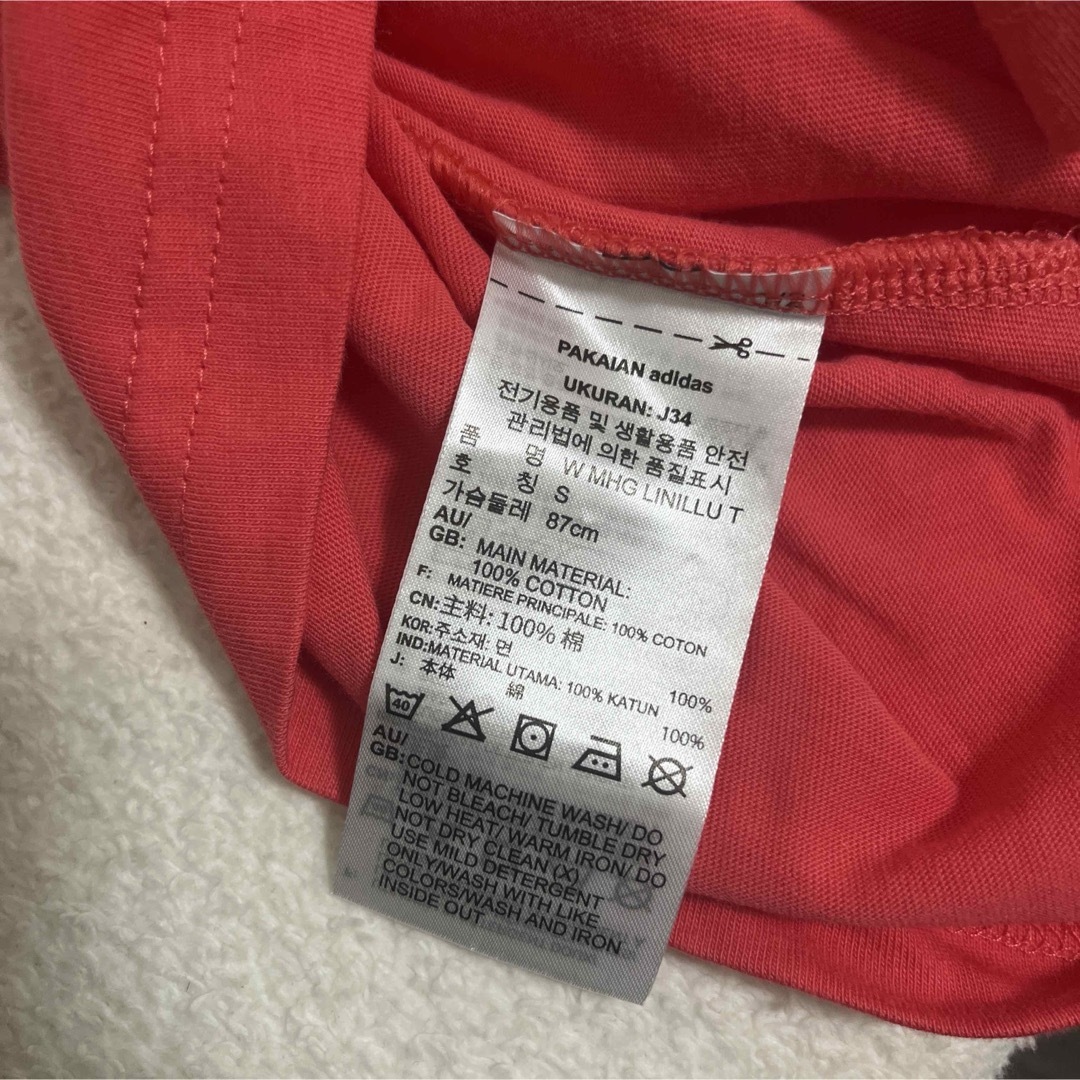 PAKAIAN adidas
UKURAN: J34
전기용품 및 생활용품 안전
관리법에 의한 품질표시
품 명 W MHG LINILLU T
호 칭 S
가슴둘레 87cm
AU/
GB: MAIN MATERIAL:
100% COTTON
F: MATIERE PRINCIPALE: 100% COTON
CN:主料: 100% 棉
KOR:주소재: 면 100%
IND:MATERIAL UTAMA: 100% KATUN
J: 本体 綿 100%
40
AU/
GB:COLD MACHINE WASH/ DO
NOT BLEACH/ TUMBLE DRY
LOW HEAT/ WARM IRON/ DO
NOT DRY CLEAN (X)
USE MILD DETERGENT
ONLY/WASH WITH LIKE
COLORS/WASH AND IRON
INSIDE OUT